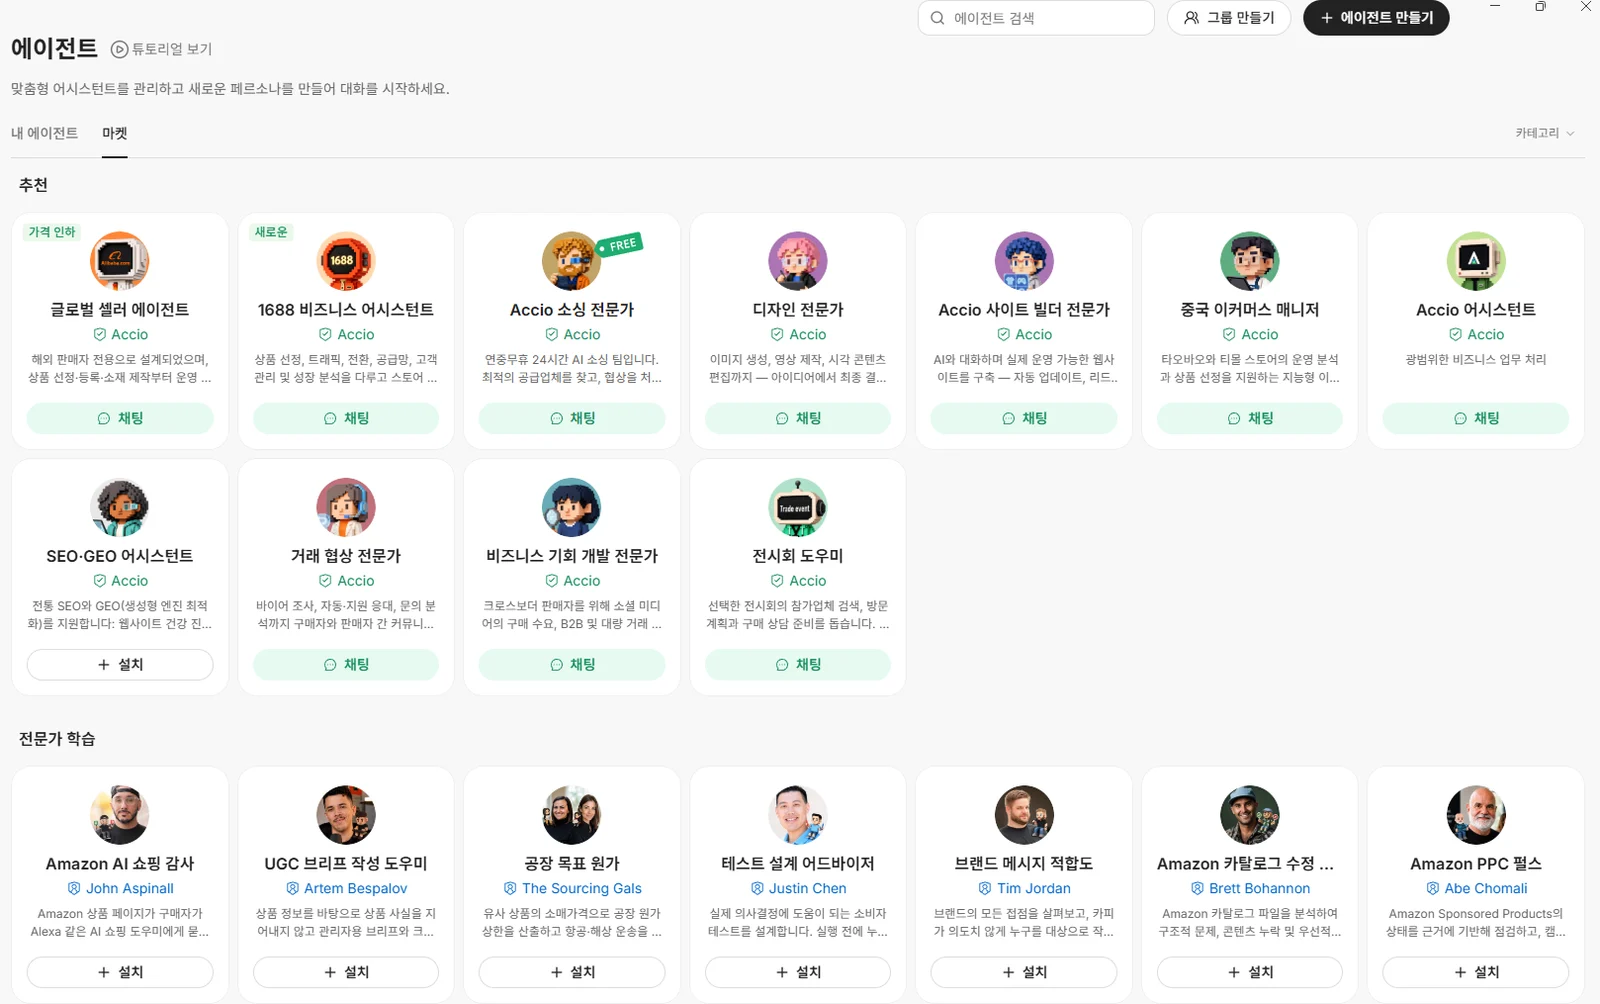 에이전트 검색
그룹 만들기
에이전트 만들기
에이전트
튜토리얼 보기
맞춤형 어시스턴트를 관리하고 새로운 페르소나를 만들어 대화를 시작하세요.
내 에이전트
마켓
카테고리
추천
가격 인하
Alibaba.com
글로벌 셀러 에이전트
Accio
해외 판매자 전용으로 설계되었으며,
상품 선정·등록·소재 제작부터 운영 ...
채팅
새로운
1688
1688 비즈니스 어시스턴트
Accio
상품 선정, 트래픽, 전환, 공급망, 고객
관리 및 성장 분석을 다루고 스토어 ...
채팅
FREE
Accio 소싱 전문가
Accio
연중무휴 24시간 AI 소싱 팀입니다.
최적의 공급업체를 찾고, 협상을 처...
채팅
디자인 전문가
Accio
이미지 생성, 영상 제작, 시각 콘텐츠
편집까지 — 아이디어에서 최종 결...
채팅
Accio 사이트 빌더 전문가
Accio
AI와 대화하며 실제 운영 가능한 웹사
이트를 구축 — 자동 업데이트, 리드...
채팅
중국 이커머스 매니저
Accio
타오바오와 티몰 스토어의 운영 분석
과 상품 선정을 지원하는 지능형 이...
채팅
Accio 어시스턴트
Accio
광범위한 비즈니스 업무 처리
채팅
SEO·GEO 어시스턴트
Accio
전통 SEO와 GEO(생성형 엔진 최적
화)를 지원합니다: 웹사이트 건강 진...
설치
거래 협상 전문가
Accio
바이어 조사, 자동·지원 응대, 문의 분
석까지 구매자와 판매자 간 커뮤니...
채팅
비즈니스 기회 개발 전문가
Accio
크로스보더 판매자를 위해 소셜 미디
어의 구매 수요, B2B 및 대량 거래 ...
채팅
Trade event
전시회 도우미
Accio
선택한 전시회의 참가업체 검색, 방문
계획과 구매 상담 준비를 돕습니다. ...
채팅
전문가 학습
Amazon AI 쇼핑 감사
John Aspinall
Amazon 상품 페이지가 구매자가
Alexa 같은 AI 쇼핑 도우미에게 묻...
설치
UGC 브리프 작성 도우미
Artem Bespalov
상품 정보를 바탕으로 상품 사실을 지
어내지 않고 관리자용 브리프와 크...
설치
공장 목표 원가
The Sourcing Gals
유사 상품의 소매가격으로 공장 원가
상한을 산출하고 항공·해상 운송을 ...
설치
테스트 설계 어드바이저
Justin Chen
실제 의사결정에 도움이 되는 소비자
테스트를 설계합니다. 실행 전에 누...
설치
브랜드 메시지 적합도
Tim Jordan
브랜드의 모든 접점을 살펴보고, 카피
가 의도치 않게 누구를 대상으로 작...
설치
Amazon 카탈로그 수정 ...
Brett Bohannon
Amazon 카탈로그 파일을 분석하여
구조적 문제, 콘텐츠 누락 및 우선적...
설치
Amazon PPC 펄스
Abe Chomali
Amazon Sponsored Products의
상태를 근거에 기반해 점검하고, 캠...
설치